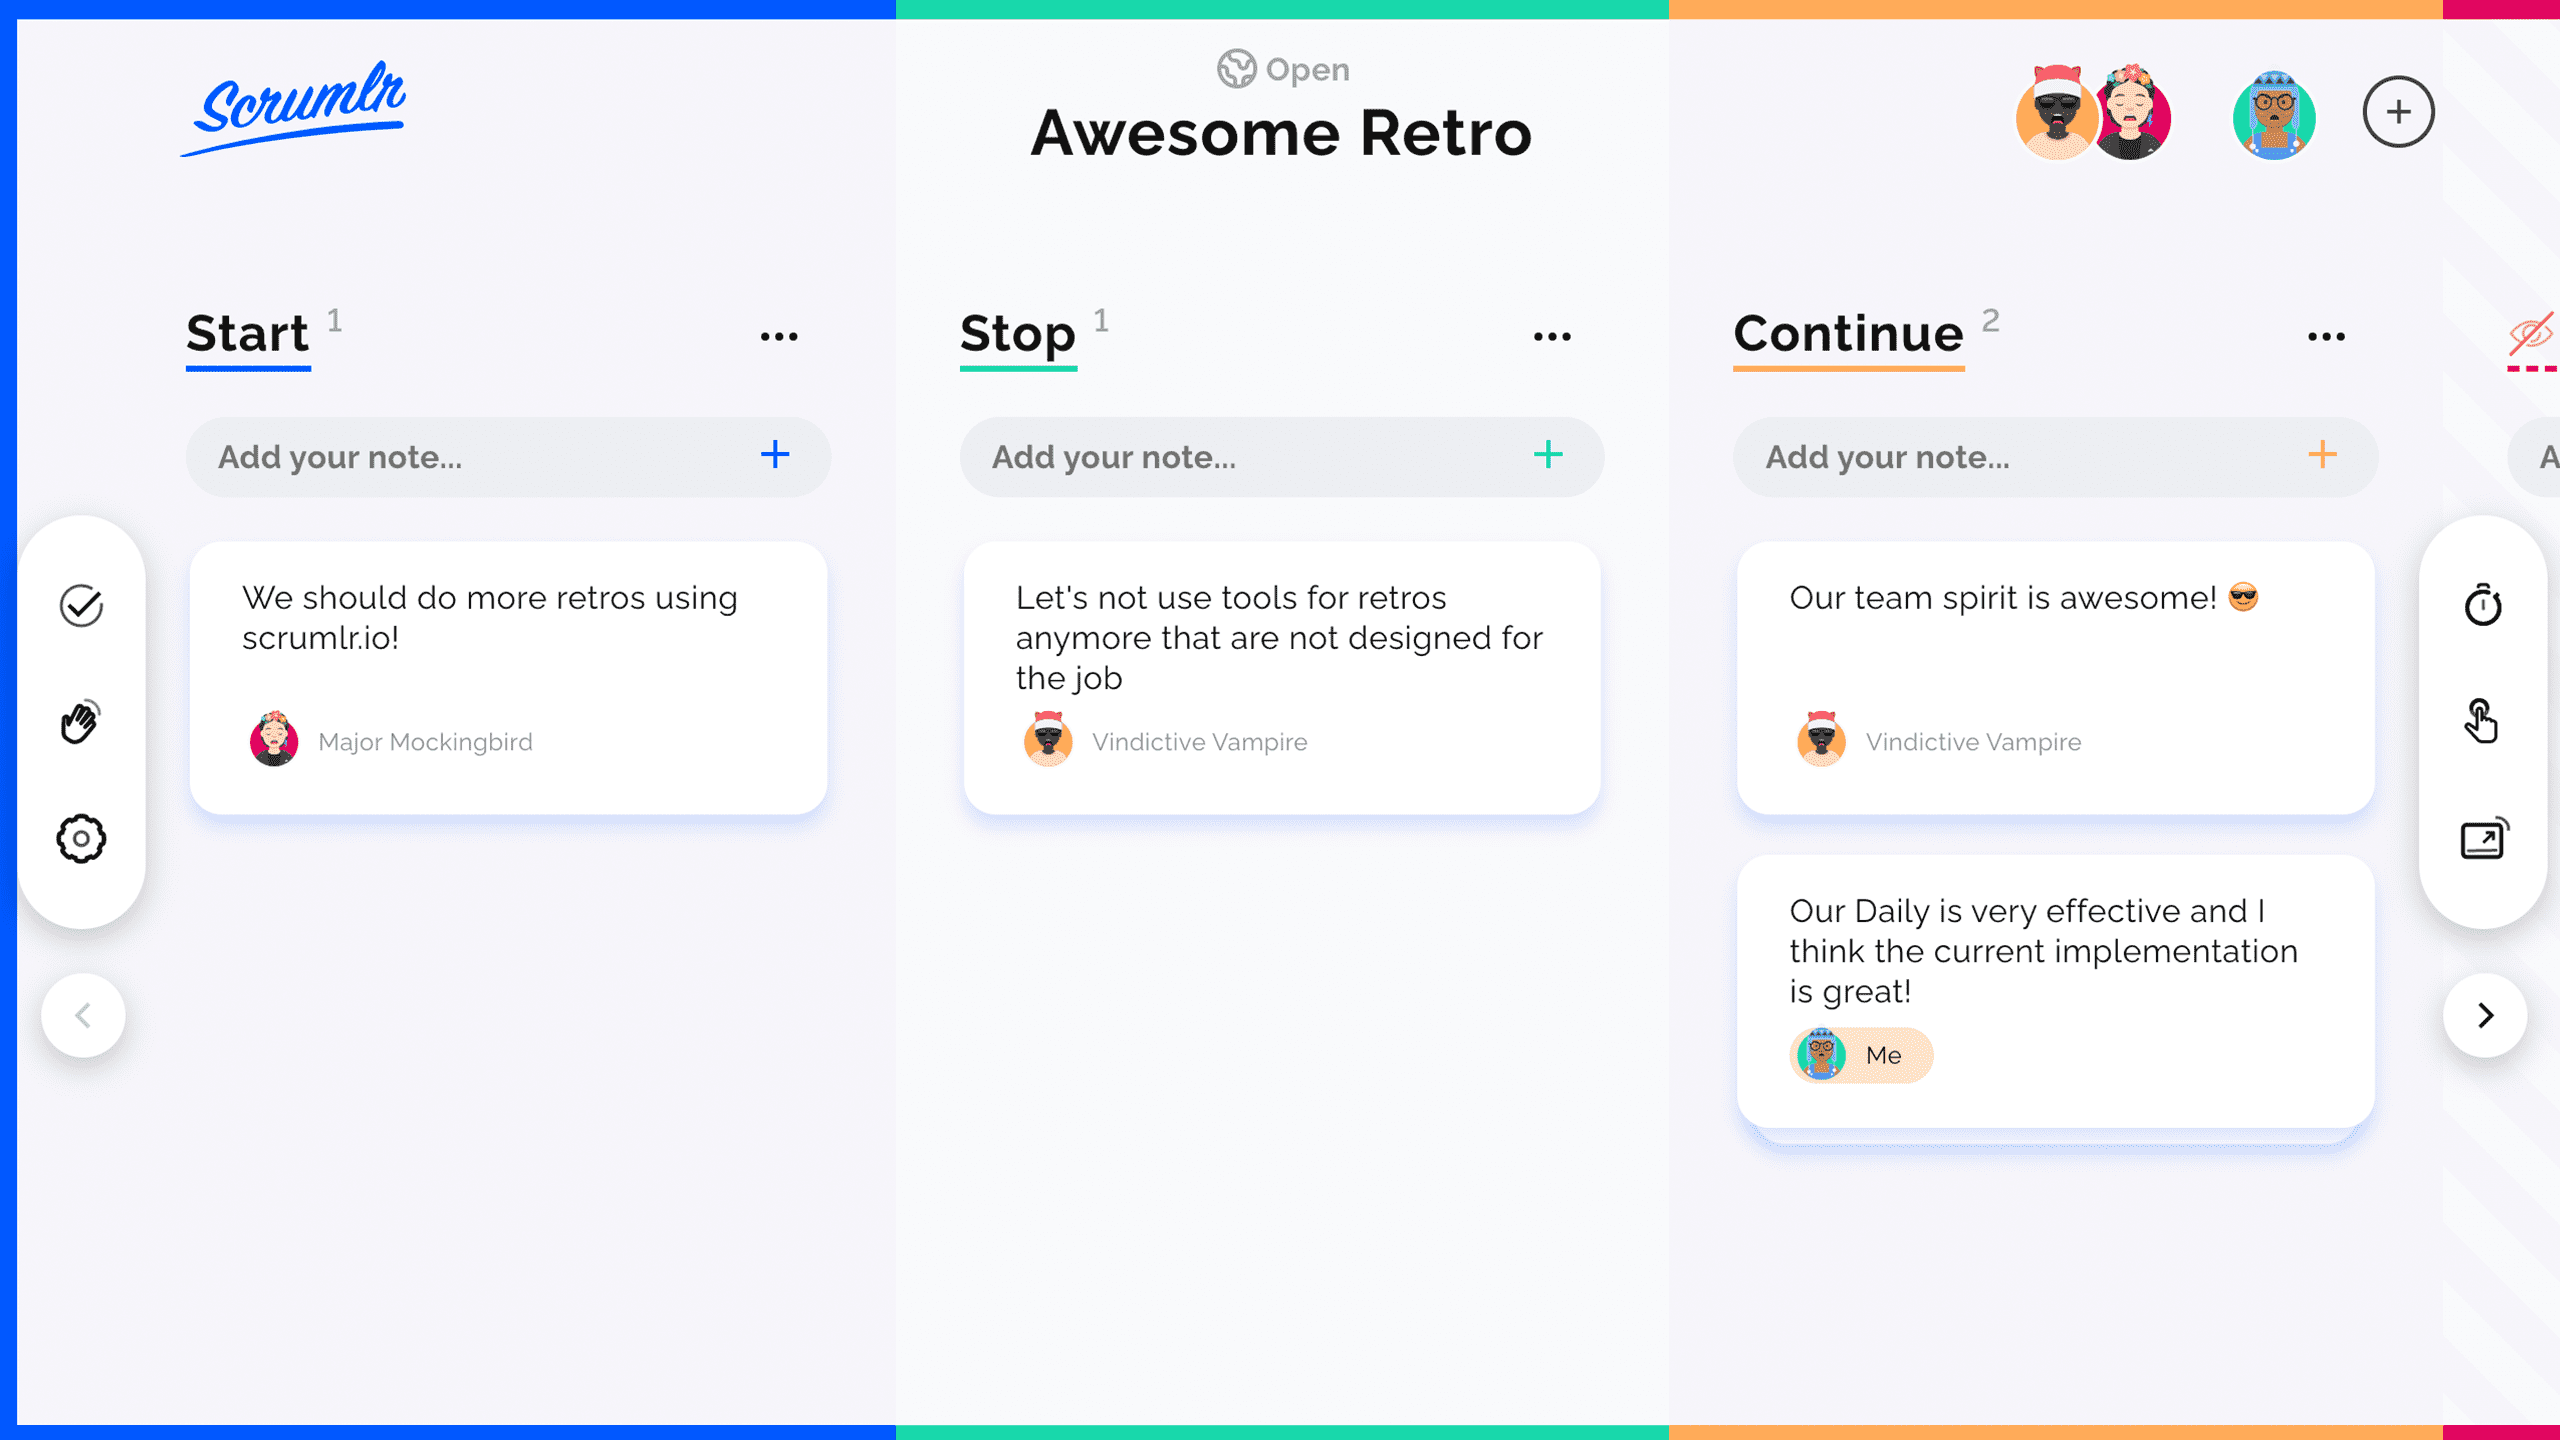 Scrumlr
Open
Awesome Retro
Start 1
Stop 1
Continue 2
Add your note...
Add your note...
Add your note...
A
We should do more retros using
scrumlr.io!
Major Mockingbird
Let's not use tools for retros
anymore that are not designed for
the job
Vindictive Vampire
Our team spirit is awesome! 😎
Vindictive Vampire
Our Daily is very effective and I
think the current implementation
is great!
Me